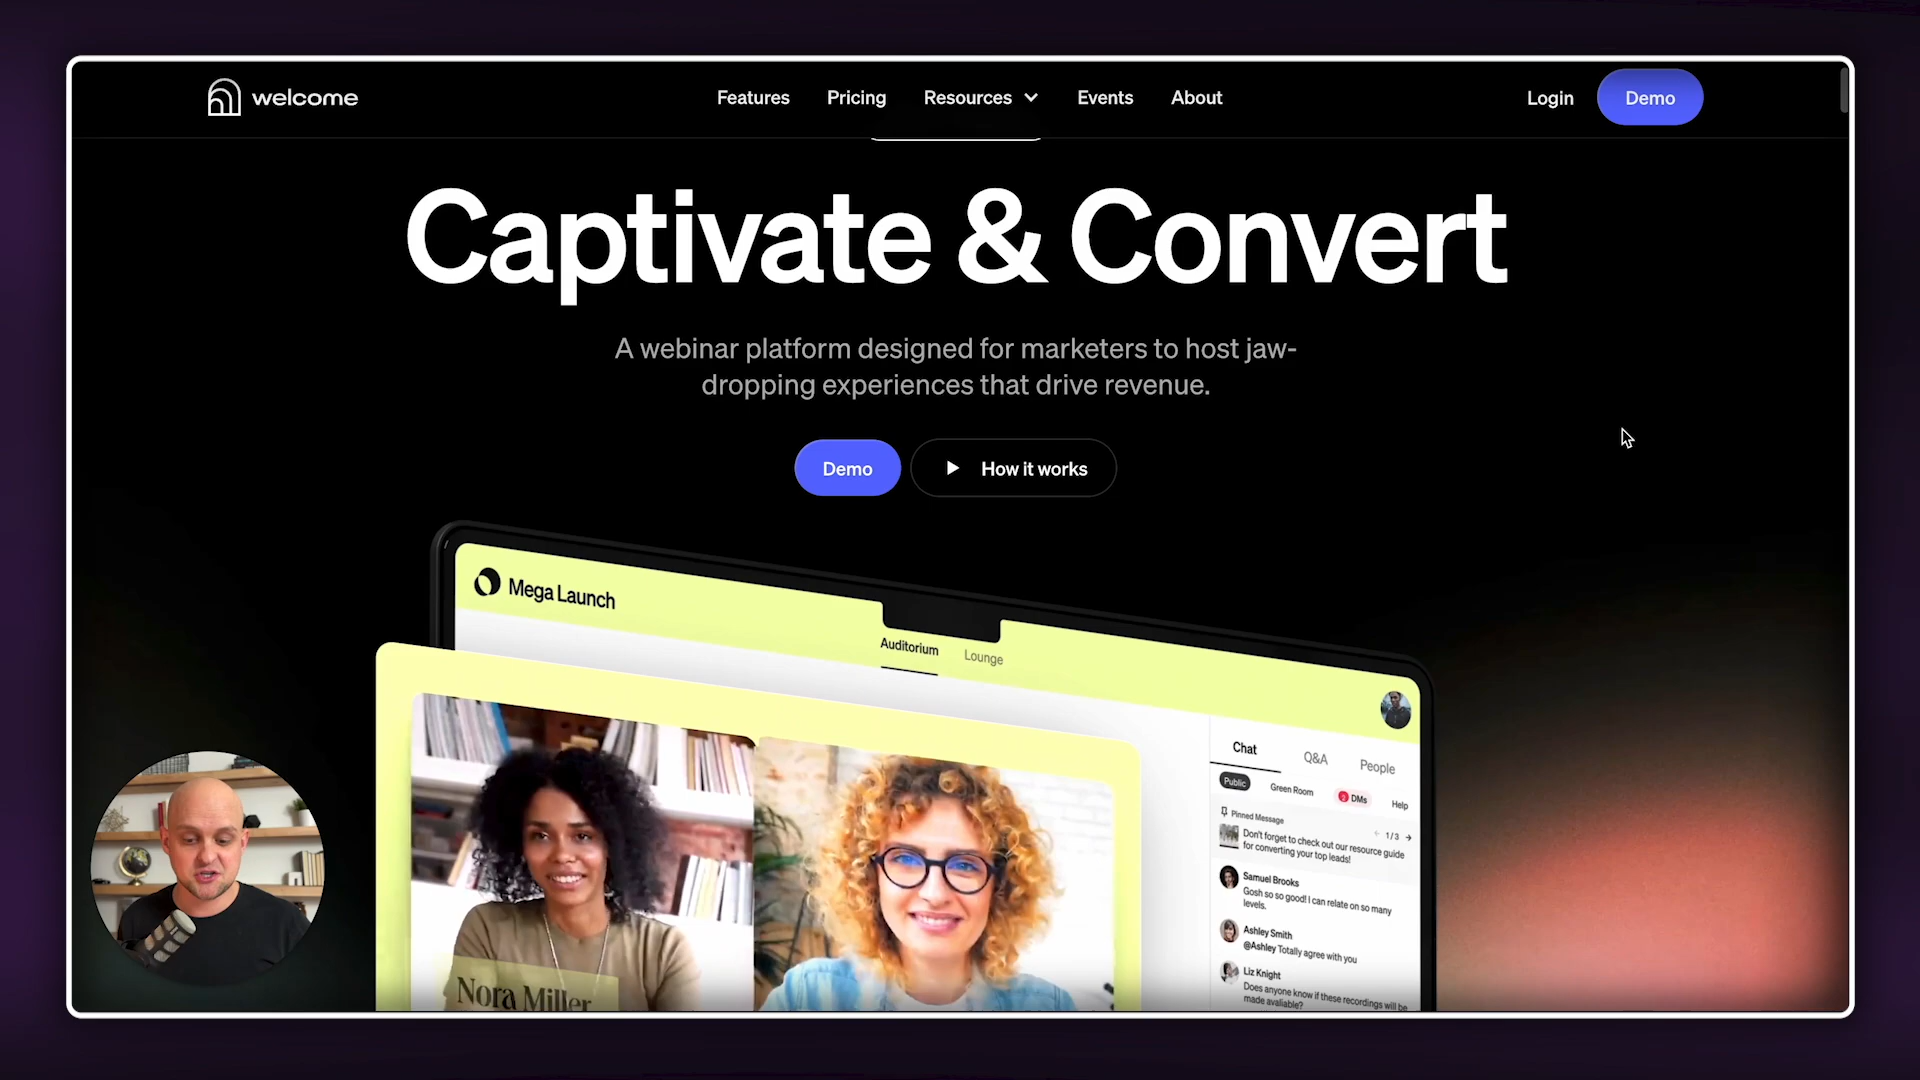 welcome
Features
Pricing
Resources
Events
About
Login
Demo
Captivate & Convert
A webinar platform designed for marketers to host jaw-
dropping experiences that drive revenue.
Demo
How it works
Mega Launch
Auditorium
Lounge
Chat
Q&A
People
Public
Green Room
DMs
Help
Pinned Message
1/3
Don't forget to check out our resource guide
for converting your top leads!
Samuel Brooks
Gosh so so good! I can relate on so many
levels.
Ashley Smith
@Ashley Totally agree with you
Liz Knight
Does anyone know if these recordings will be
made avaliable?
Nora Miller